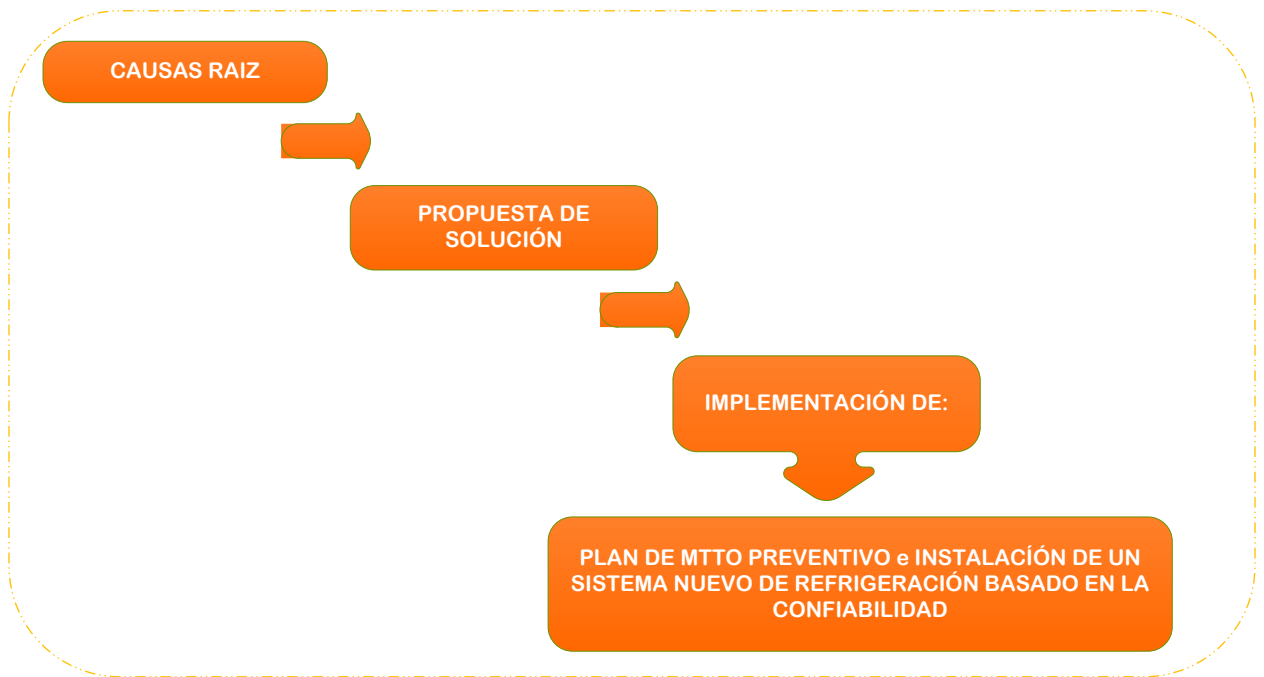 CAUSAS RAIZ
PROPUESTA DE
SOLUCIÓN
IMPLEMENTACIÓN DE:
PLAN DE MTTO PREVENTIVO e INSTALACÍÓN DE UN
SISTEMA NUEVO DE REFRIGERACIÓN BASADO EN LA
CONFIABILIDAD